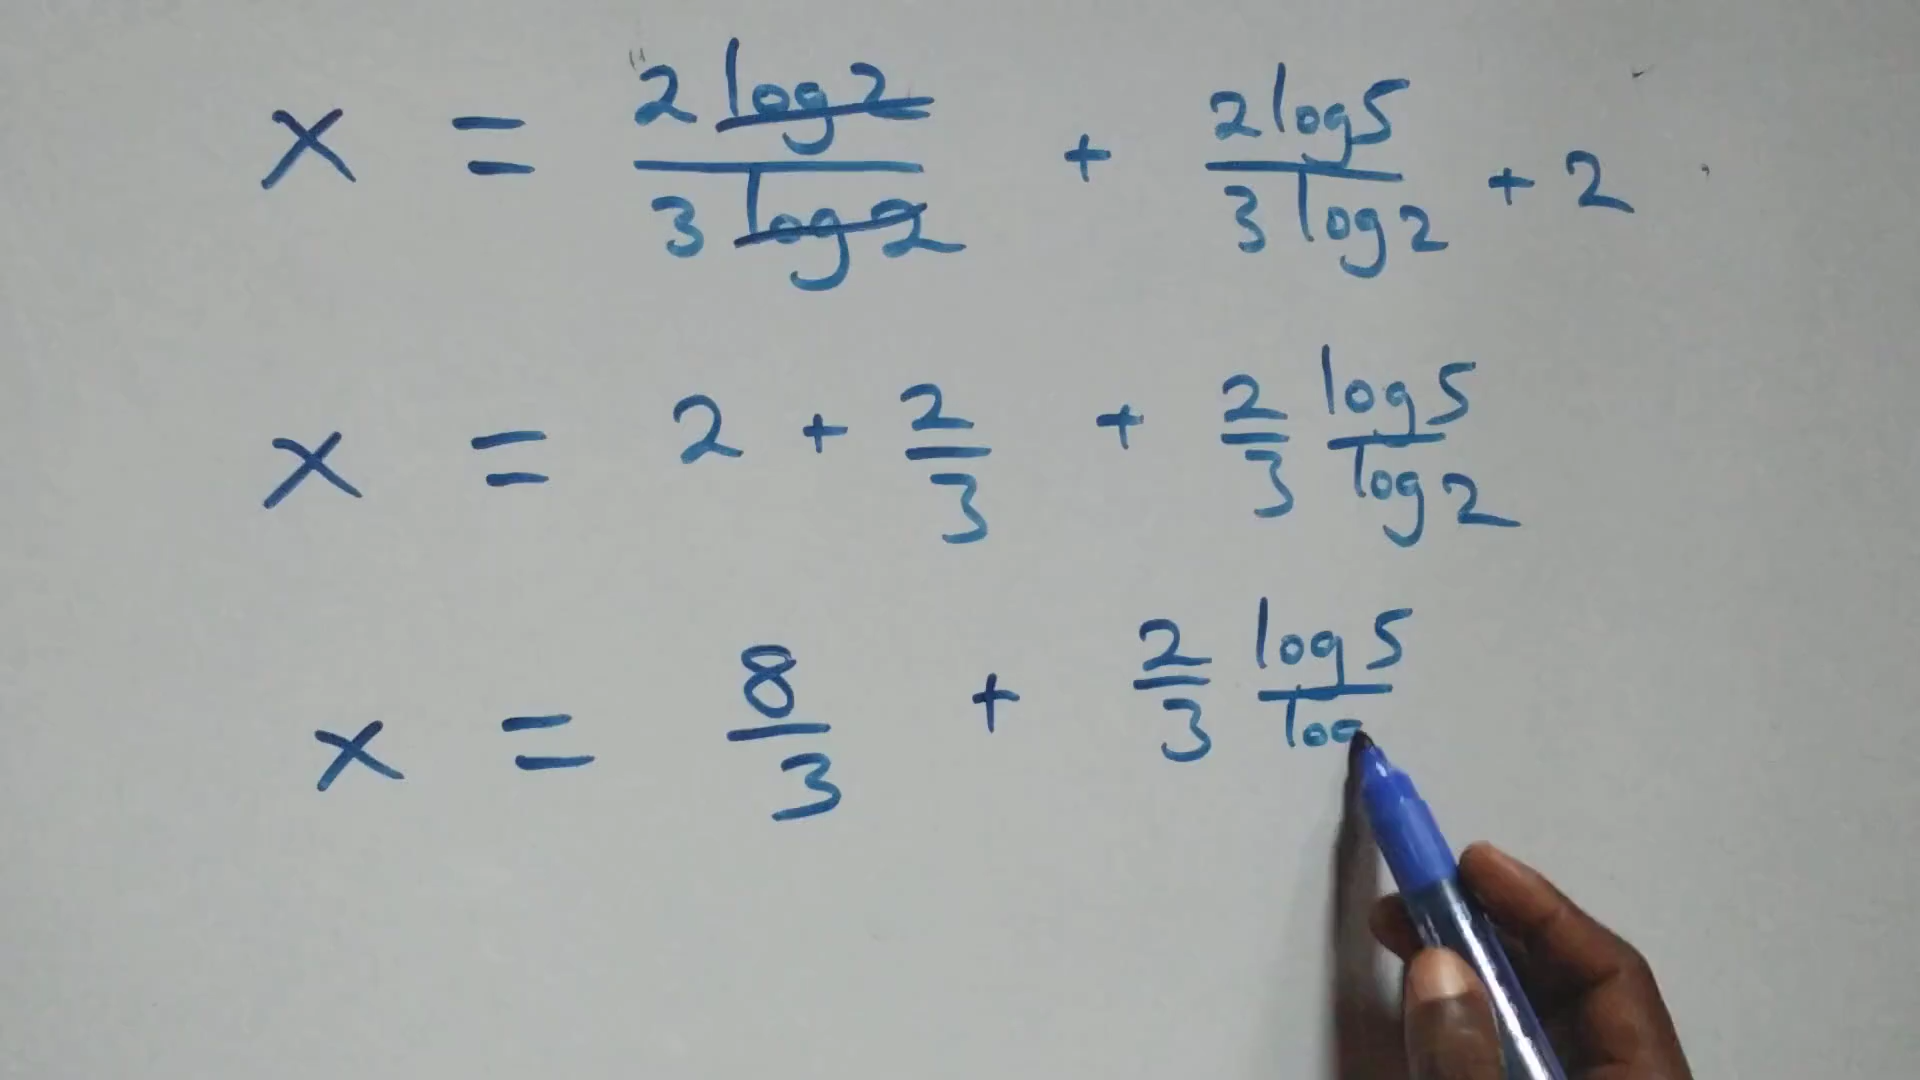 x = 2 log 2 / 3 log 2 + 2 log 5 / 3 log 2 + 2
x = 2 + 2/3 + 2/3 log 5 / log 2
x = 8/3 + 2/3 log 5 / log